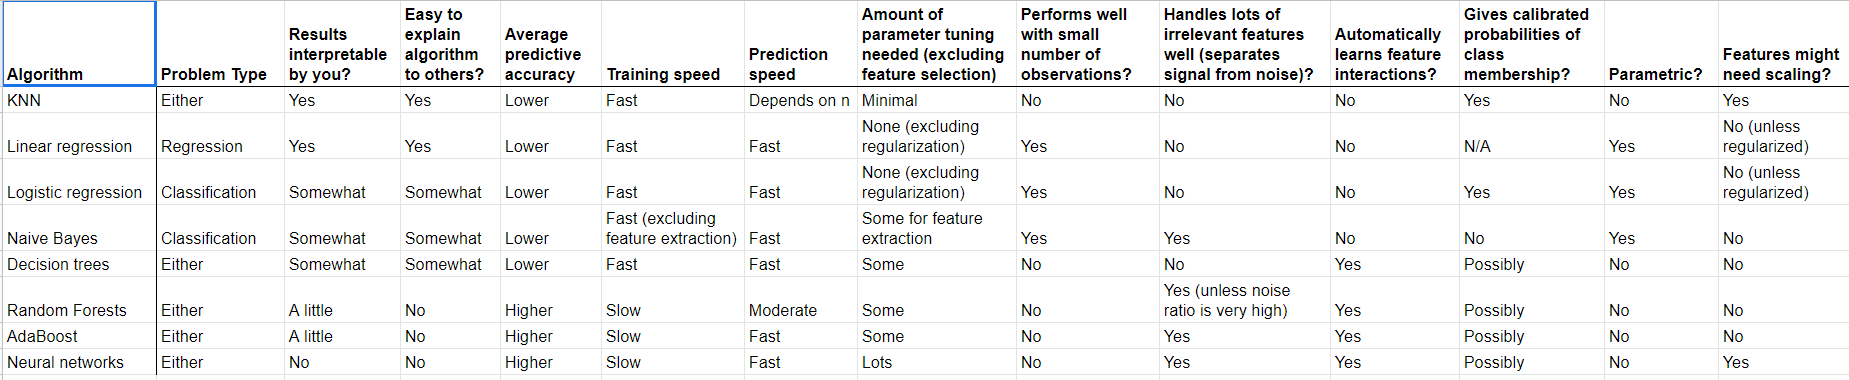 Algorithm
Problem Type
Results
interpretable
by you?
Easy to
explain
algorithm
to others?
Average
predictive
accuracy
Training speed
Prediction
speed
Amount of
parameter tuning
needed (excluding
feature selection)
Performs well
with small
number of
observations?
Handles lots of
irrelevant features
well (separates
signal from noise)?
Automatically
learns feature
interactions?
Gives calibrated
probabilities of
class
membership?
Parametric?
Features might
need scaling?
KNN
Either
Yes
Yes
Lower
Fast
Depends on n
Minimal
No
No
No
Yes
No
Yes
Linear regression
Regression
Yes
Yes
Lower
Fast
Fast
None (excluding
regularization)
Yes
No
No
N/A
Yes
No (unless
regularized)
Logistic regression
Classification
Somewhat
Somewhat
Lower
Fast
Fast
None (excluding
regularization)
Yes
No
No
Yes
Yes
No (unless
regularized)
Naive Bayes
Classification
Somewhat
Somewhat
Lower
Fast (excluding
feature extraction)
Fast
Some for feature
extraction
Yes
Yes
No
No
Yes
No
Decision trees
Either
Somewhat
Somewhat
Lower
Fast
Fast
Some
No
No
Yes
Possibly
No
No
Random Forests
Either
A little
No
Higher
Slow
Moderate
Some
No
Yes (unless noise
ratio is very high)
Yes
Possibly
No
No
AdaBoost
Either
A little
No
Higher
Slow
Fast
Some
No
Yes
Yes
Possibly
No
No
Neural networks
Either
No
No
Higher
Slow
Fast
Lots
No
Yes
Yes
Possibly
No
Yes